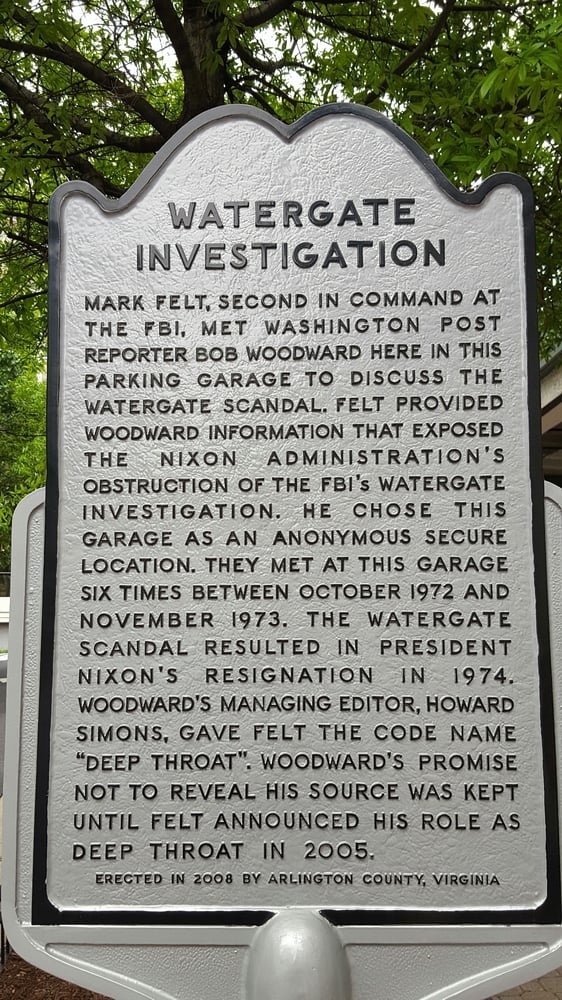 WATERGATE
INVESTIGATION
MARK FELT, SECOND IN COMMAND AT
THE FBI, MET WASHINGTON POST
REPORTER BOB WOODWARD HERE IN THIS
PARKING GARAGE TO DISCUSS THE
WATERGATE SCANDAL. FELT PROVIDED
WOODWARD INFORMATION THAT EXPOSED
THE NIXON ADMINISTRATION'S
OBSTRUCTION OF THE FBI's WATERGATE
INVESTIGATION. HE CHOSE THIS
GARAGE AS AN ANONYMOUS SECURE
LOCATION. THEY MET AT THIS GARAGE
SIX TIMES BETWEEN OCTOBER 1972 AND
NOVEMBER 1973. THE WATERGATE
SCANDAL RESULTED IN PRESIDENT
NIXON'S RESIGNATION IN 1974.
WOODWARD'S MANAGING EDITOR, HOWARD
SIMONS, GAVE FELT THE CODE NAME
"DEEP THROAT". WOODWARD'S PROMISE
NOT TO REVEAL HIS SOURCE WAS KEPT
UNTIL FELT ANNOUNCED HIS ROLE AS
DEEP THROAT IN 2005.
ERECTED IN 2008 BY ARLINGTON COUNTY, VIRGINIA